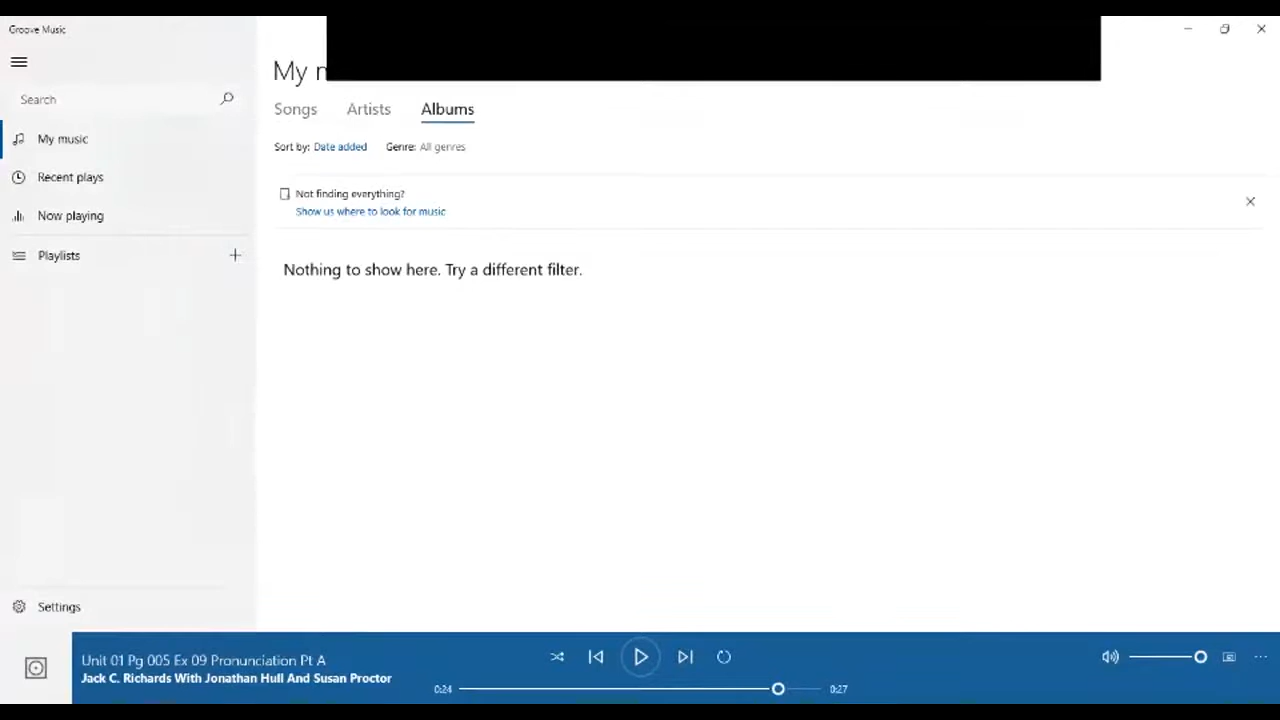 Groove Music
My
Search
Songs Artists Albums
My music
Sort by: Date added Genre: All genres
Recent plays
Not finding everything?
Show us where to look for music
Now playing
Playlists
Nothing to show here. Try a different filter.
Settings
Unit 01 Pg 005 Ex 09 Pronunciation Pt A
Jack C. Richards With Jonathan Hull And Susan Proctor
0:24 0:27